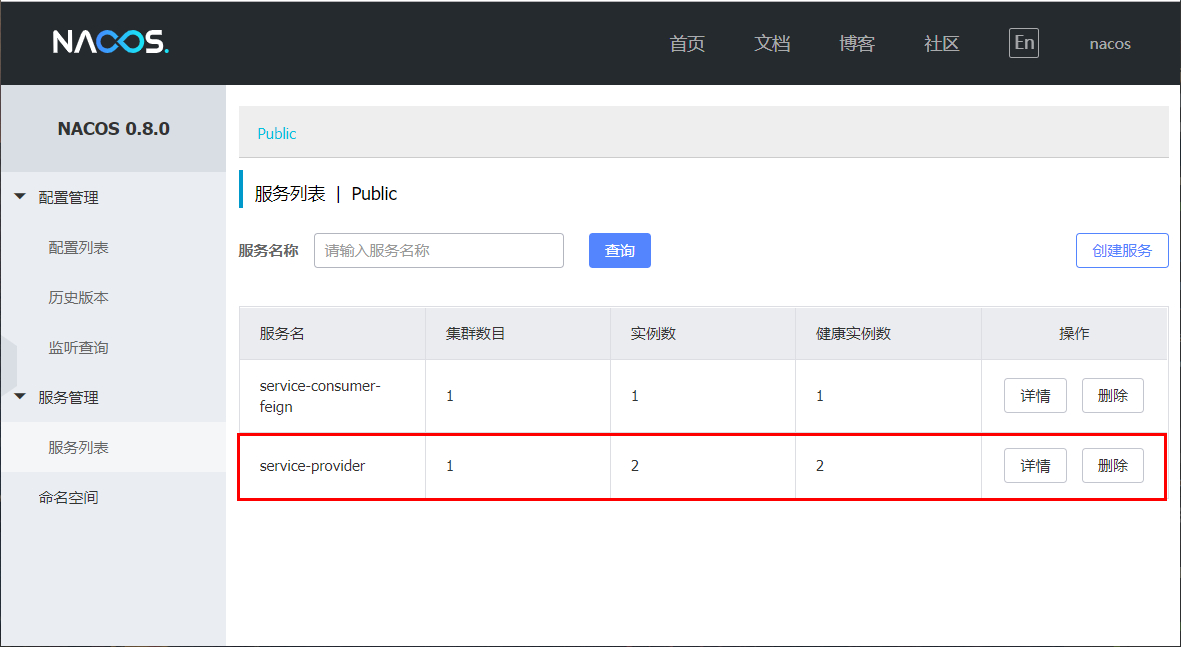 NACOS.
首页 文档 博客 社区 En nacos
NACOS 0.8.0
配置管理
配置列表
历史版本
监听查询
服务管理
服务列表
命名空间
Public
服务列表 | Public
服务名称 请输入服务名称 查询 创建服务
服务名 集群数目 实例数 健康实例数 操作
service-consumer-
feign 1 1 1 详情 删除
service-provider 1 2 2 详情 删除